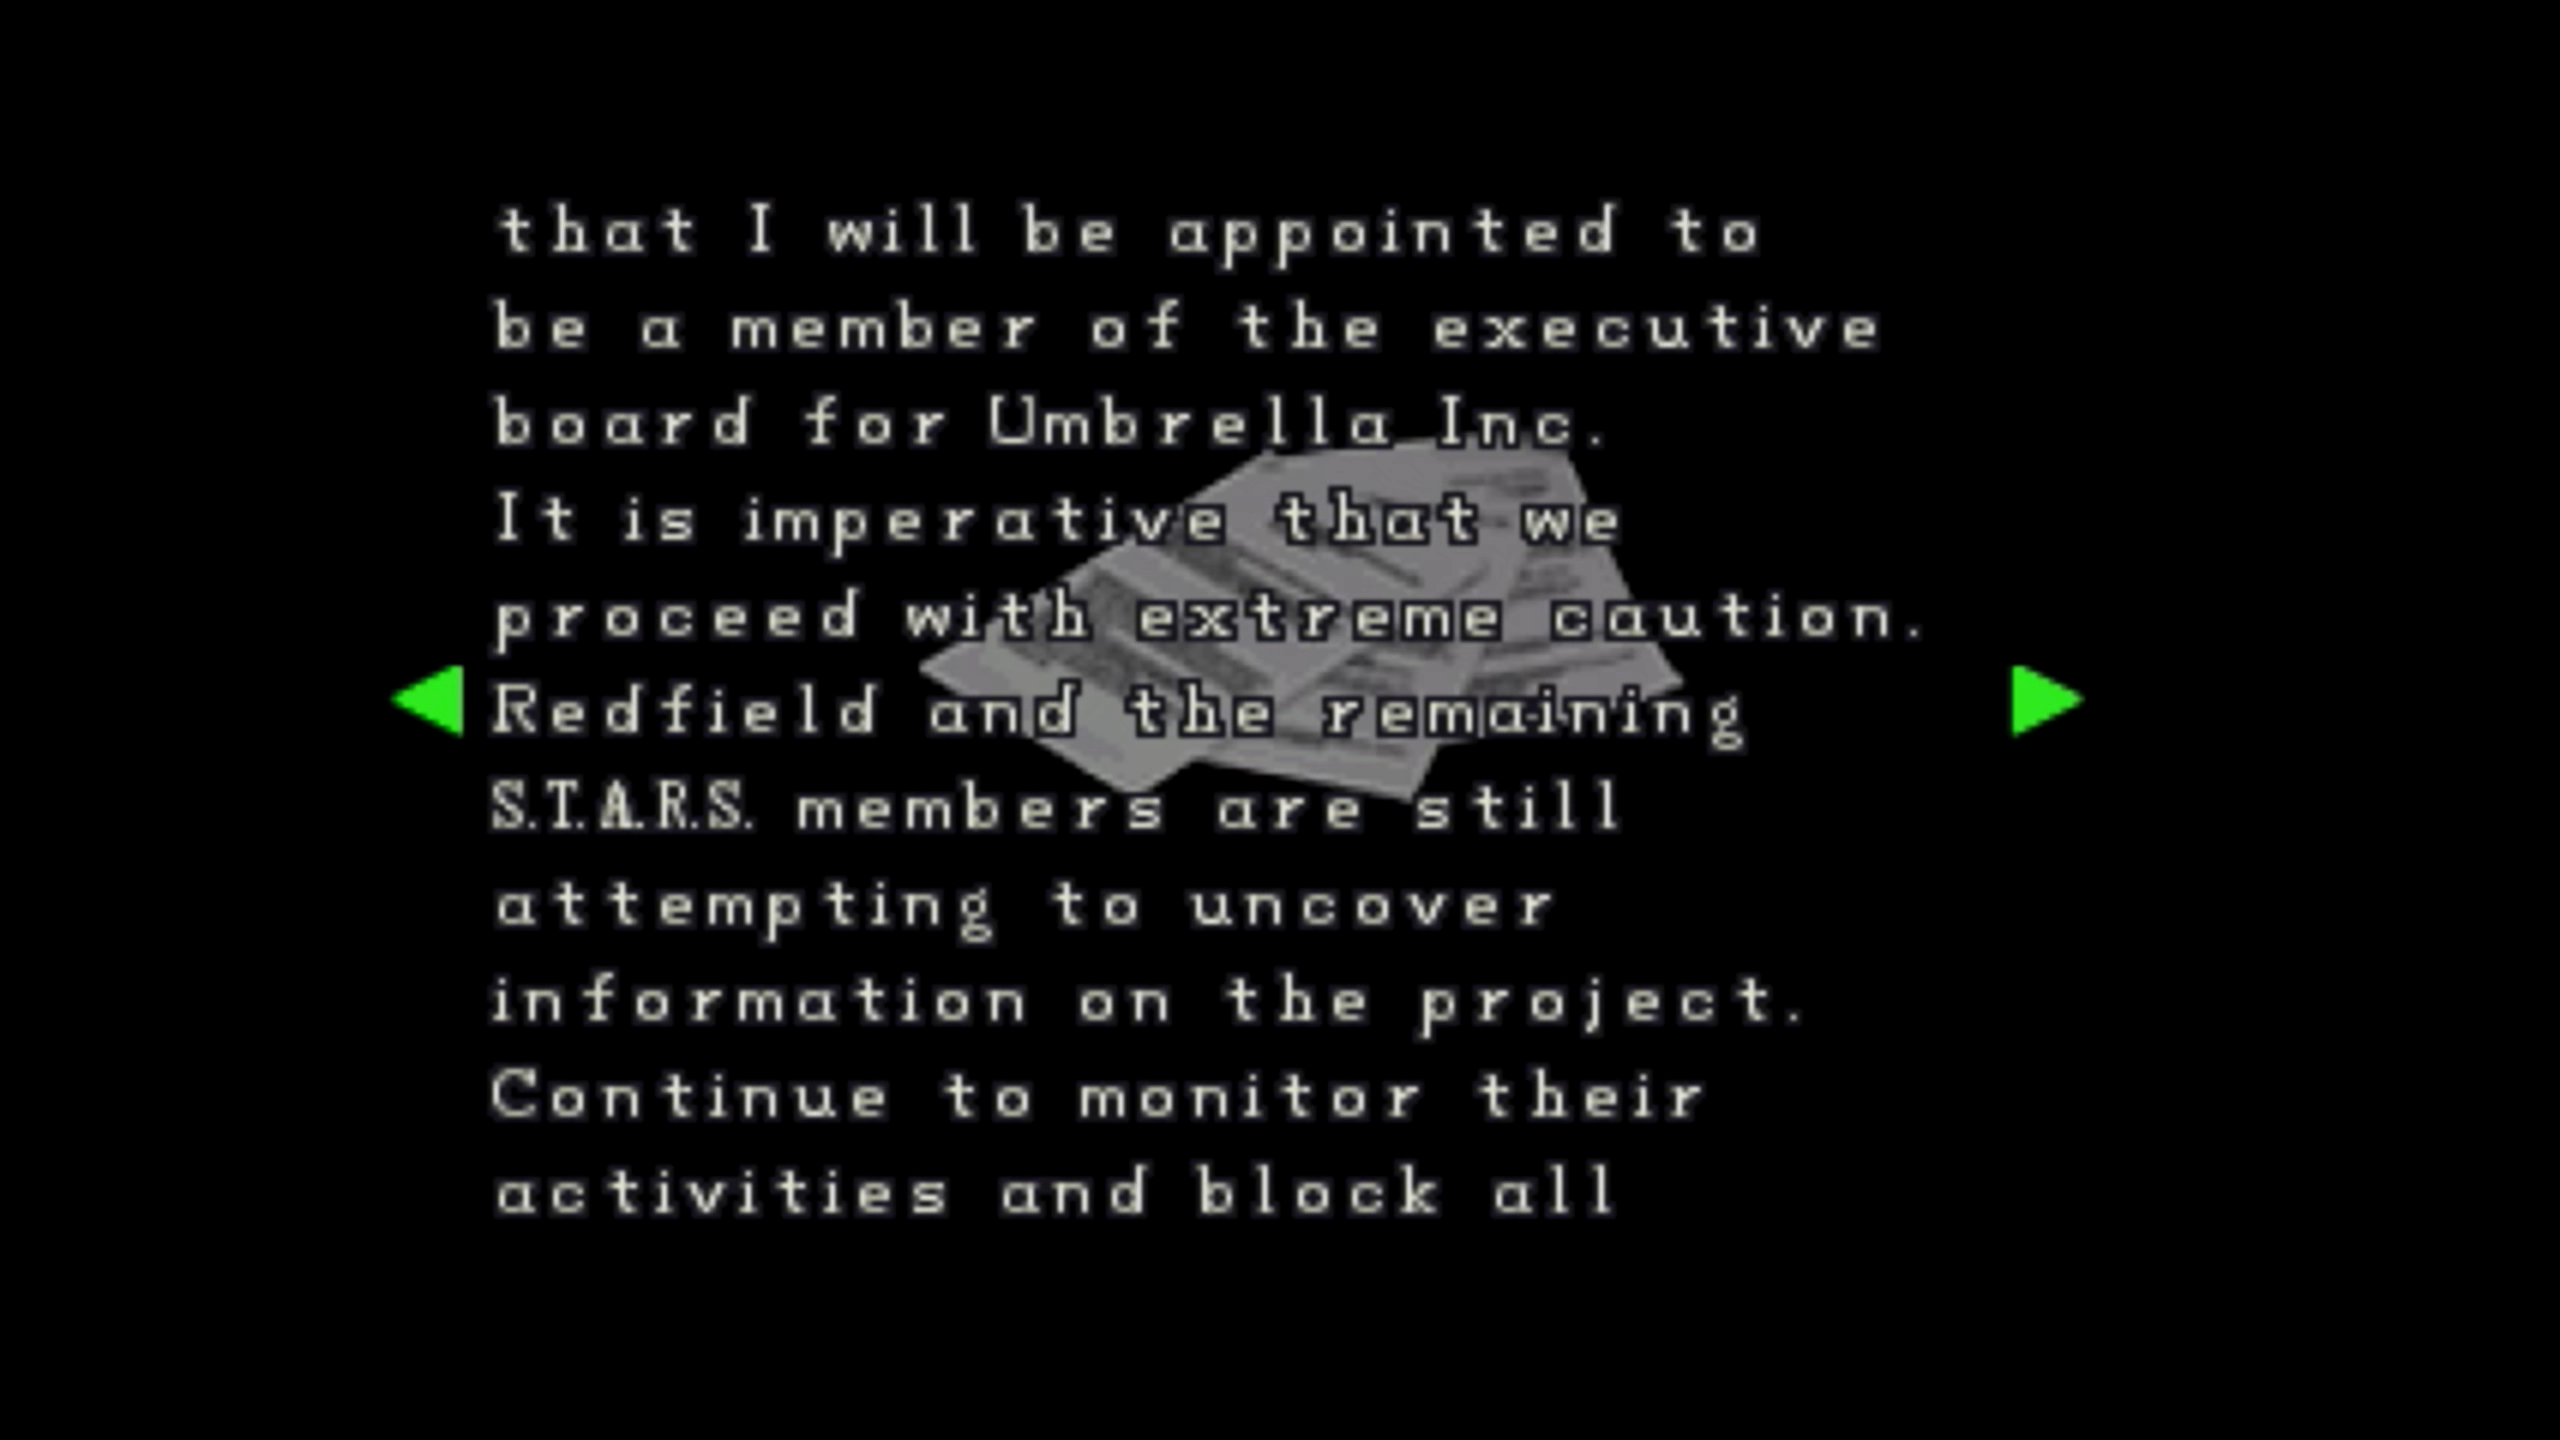 that I will be appointed to
be a member of the executive
board for Umbrella Inc.
It is imperative that we
proceed with extreme caution.
Redfield and the remaining
S.T.A.R.S. members are still
attempting to uncover
information on the project.
Continue to monitor their
activities and block all